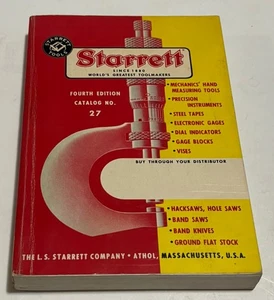 STARRETT
TOOLS
Starrett
SINCE 1880
WORLD'S GREATEST TOOLMAKERS
FOURTH EDITION
CATALOG NO.
27
• MECHANICS' HAND
MEASURING TOOLS
• PRECISION
INSTRUMENTS
• STEEL TAPES
• ELECTRONIC GAGES
• DIAL INDICATORS
• GAGE BLOCKS
• VISES
BUY THROUGH YOUR DISTRIBUTOR
• HACKSAWS, HOLE SAWS
• BAND SAWS
• BAND KNIVES
• GROUND FLAT STOCK
THE L. S. STARRETT COMPANY • ATHOL, MASSACHUSETTS, U.S.A.